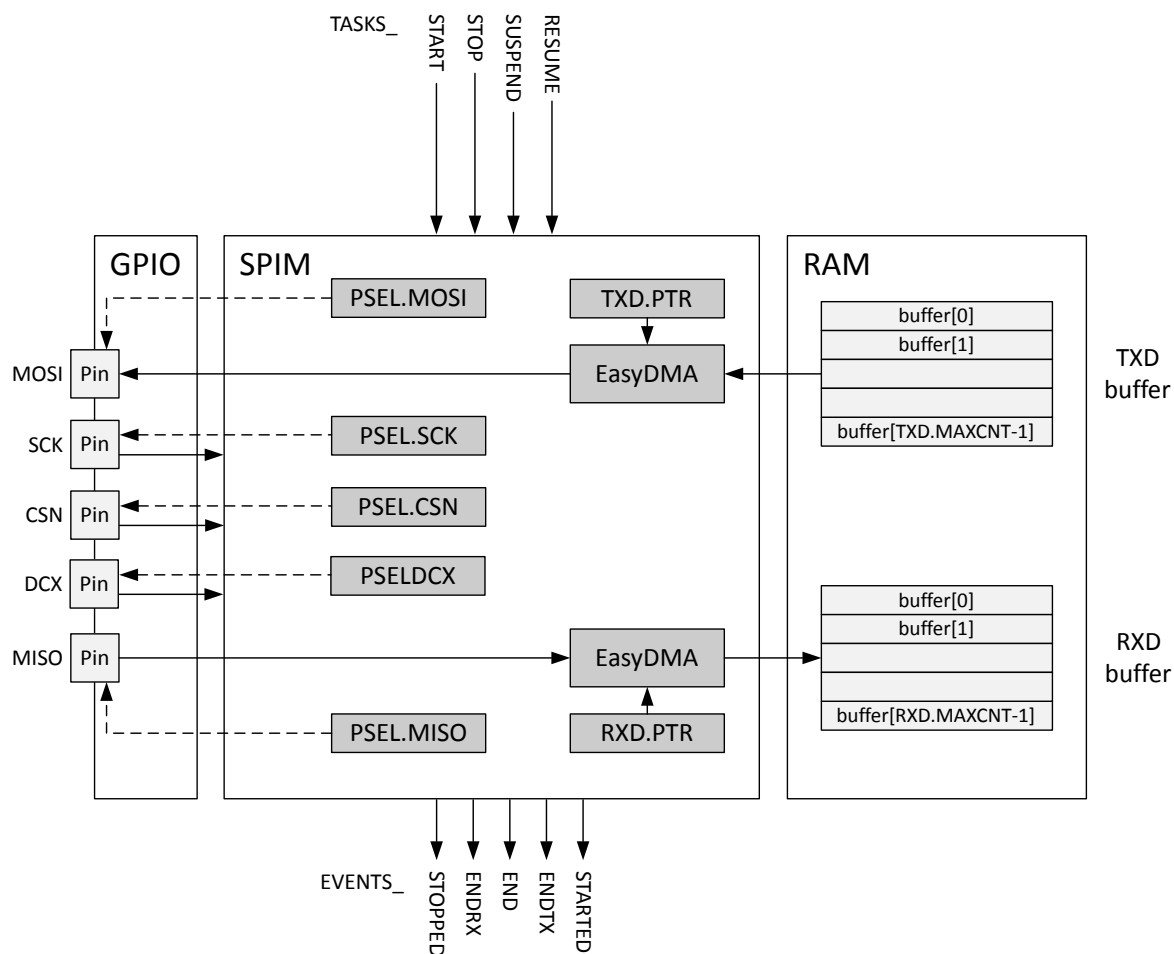 TASKS_
START
STOP
SUSPEND
RESUME
GPIO
SPIM
RAM
PSEL.MOSI
TXD.PTR
buffer[0]
buffer[1]
buffer[TXD.MAXCNT-1]
TXD
buffer
MOSI
Pin
EasyDMA
SCK
Pin
PSEL.SCK
CSN
Pin
PSEL.CSN
DCX
Pin
PSELDCX
MISO
Pin
EasyDMA
buffer[0]
buffer[1]
buffer[RXD.MAXCNT-1]
RXD
buffer
PSEL.MISO
RXD.PTR
EVENTS_
STOPPED
ENDRX
END
ENDTX
STARTED